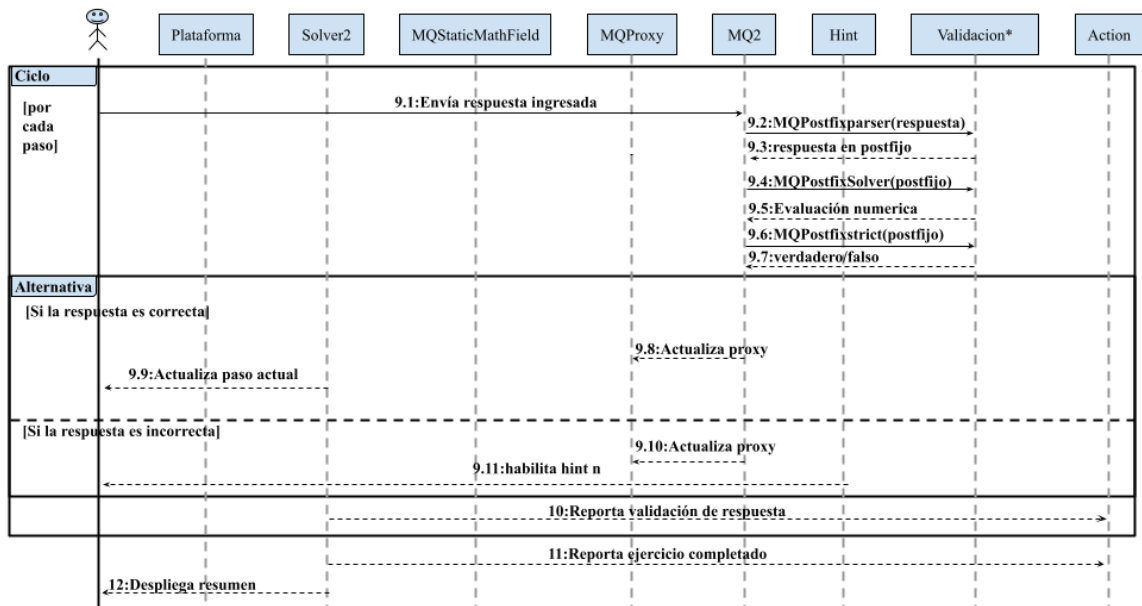 Plataforma
Solver2
MQStaticMathField
MQProxy
MQ2
Hint
Validacion*
Action
Ciclo
[por
cada
paso]
9.1:Envía respuesta ingresada
9.2:MQPostfixparser(respuesta)
9.3:respuesta en postfijo
9.4:MQPostfixSolver(postfijo)
9.5:Evaluación numerica
9.6:MQPostfixstrict(postfijo)
9.7:verdadero/falso
Alternativa
[Si la respuesta es correcta]
9.8:Actualiza proxy
9.9:Actualiza paso actual
[Si la respuesta es incorrecta]
9.10:Actualiza proxy
9.11:habilita hint n
10:Reporta validación de respuesta
11:Reporta ejercicio completado
12:Despliega resumen